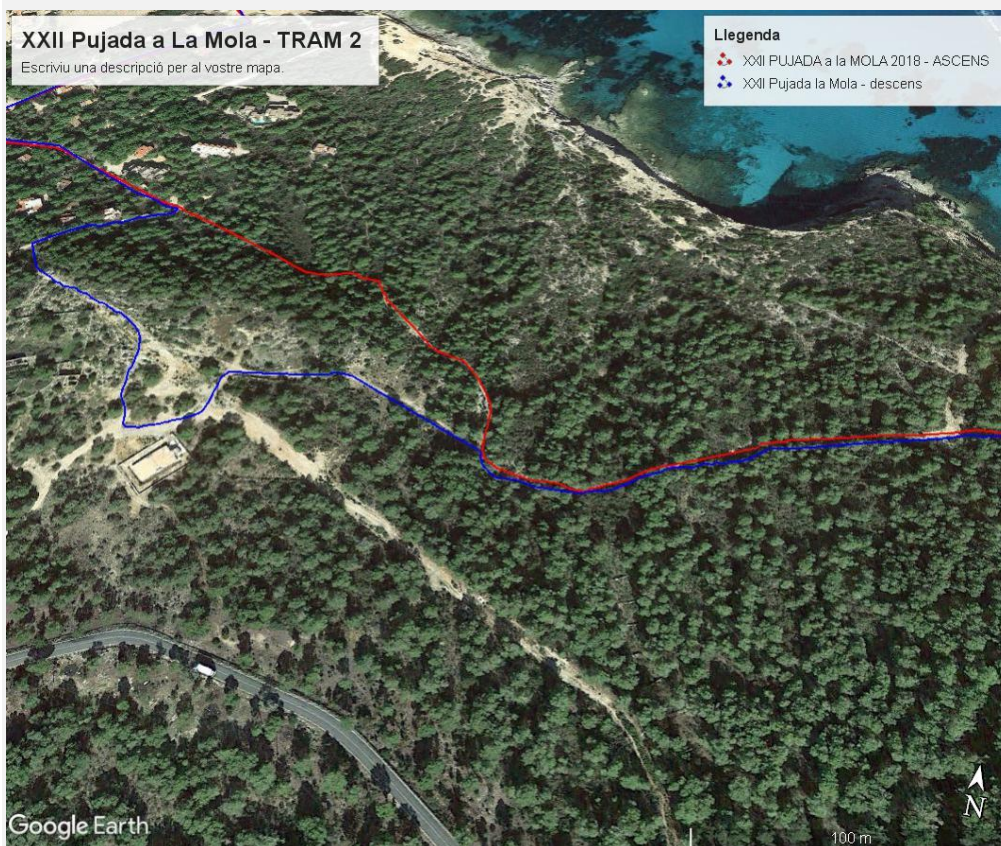 XXII Pujada a La Mola - TRAM 2
Escriviu una descripció per al vostre mapa.
Llegenda
XXII PUJADA a la MOLA 2018 - ASCENS
XXII Pujada la Mola - descens
N
Google Earth
100 m